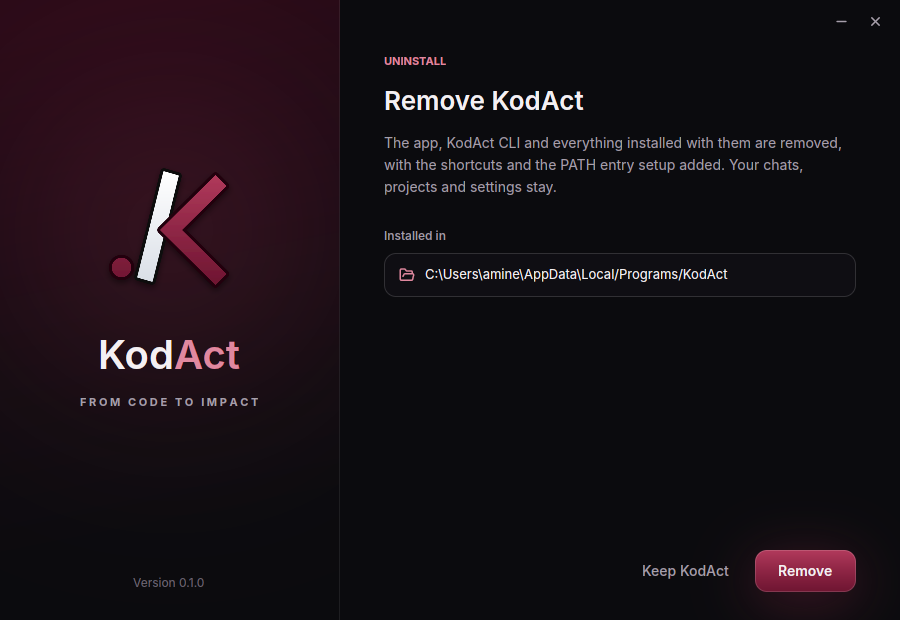 UNINSTALL
Remove KodAct
The app, KodAct CLI and everything installed with them are removed,
with the shortcuts and the PATH entry setup added. Your chats,
projects and settings stay.
Installed in
C:\Users\amine\AppData\Local/Programs/KodAct
.K
KodAct
FROM CODE TO IMPACT
Version 0.1.0
Keep KodAct
Remove